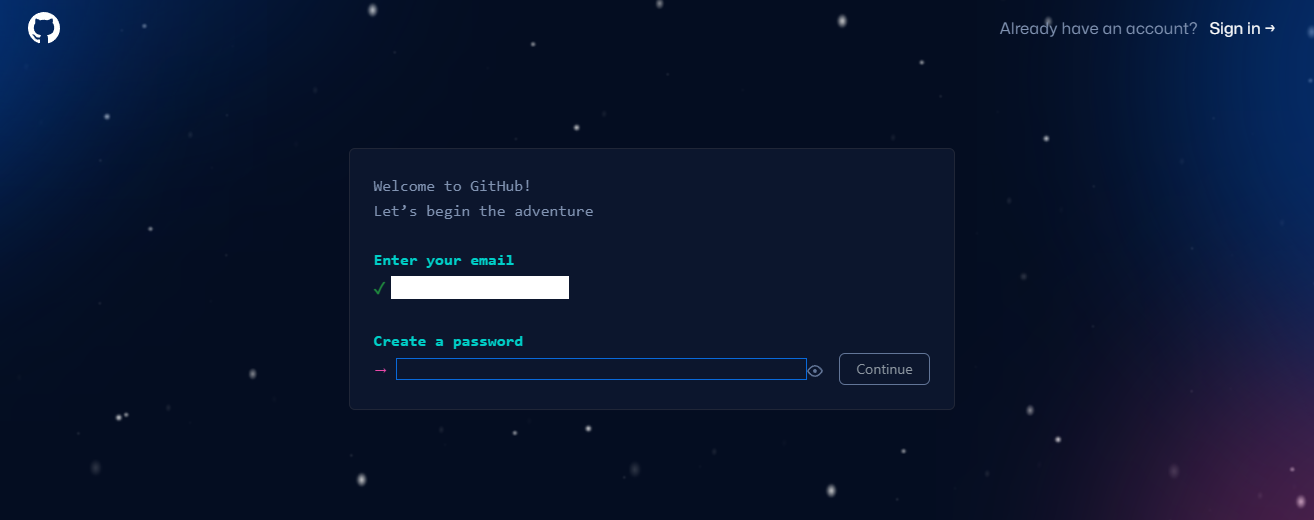 Already have an account? Sign in →
Welcome to GitHub!
Let’s begin the adventure
Enter your email
✓
Create a password
→ Continue